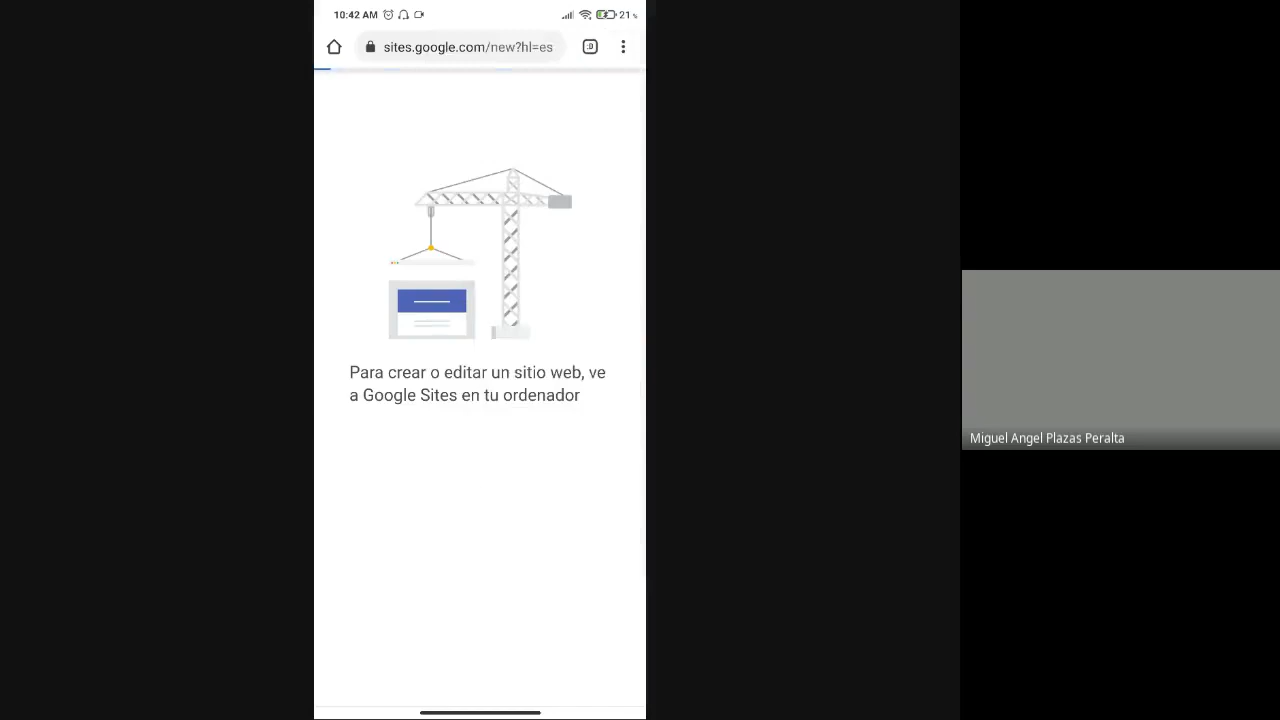 10:42 AM 21%
sites.google.com/new?hl=es :D
Para crear o editar un sitio web, ve
a Google Sites en tu ordenador
Miguel Angel Plazas Peralta